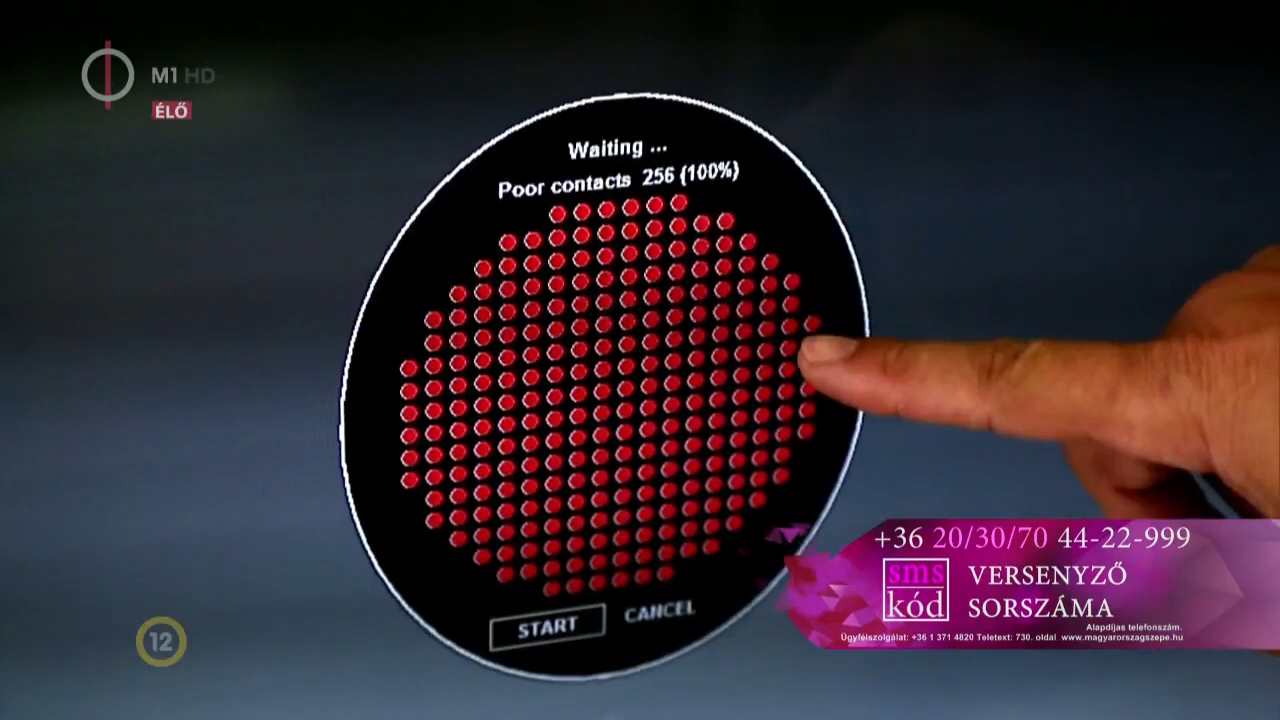 M1 HD
ÉLŐ
Waiting ...
Poor contacts 256 (100%)
START CANCEL
+36 20/30/70 44-22-999
sms
kód
VERSENYZŐ
SORSZÁMA
Alapdíjas telefonszám.
Ügyfélszolgálat: +36 1 371 4820 Teletext: 730. oldal www.magyarorszagszepe.hu
12